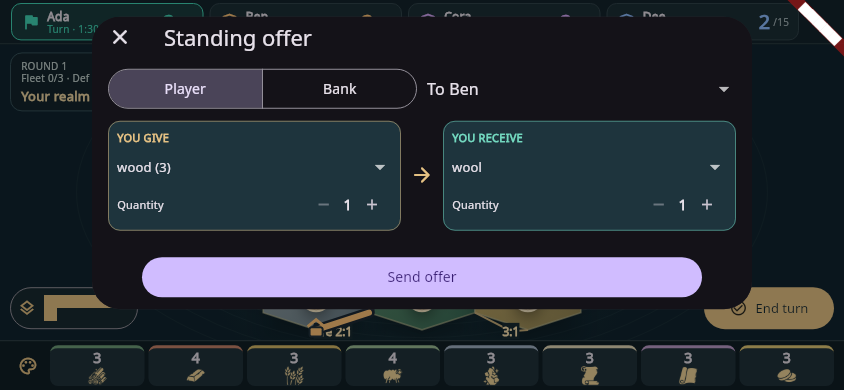 Ada
Turn · 1:30
Ben
Cora
Dee
2 /15
Standing offer
ROUND 1
Fleet 0/3 · Def
Your realm
Player
Bank
To Ben
YOU GIVE
wood (3)
Quantity
1
YOU RECEIVE
wool
Quantity
1
Send offer
End turn
2:1
3:1
3
4
3
4
3
3
3
3